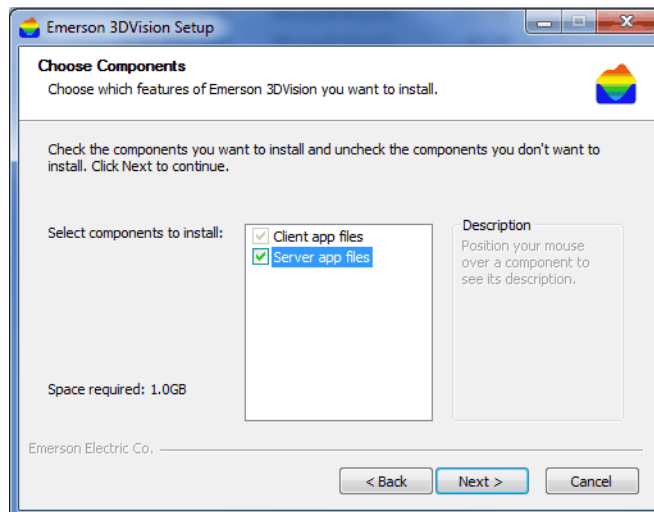 Emerson 3DVision Setup
Choose Components
Choose which features of Emerson 3DVision you want to install.
Check the components you want to install and uncheck the components you don't want to
install. Click Next to continue.
Select components to install:
Client app files
Server app files
Description
Position your mouse
over a component to
see its description.
Space required: 1.0GB
Emerson Electric Co.
< Back
Next >
Cancel